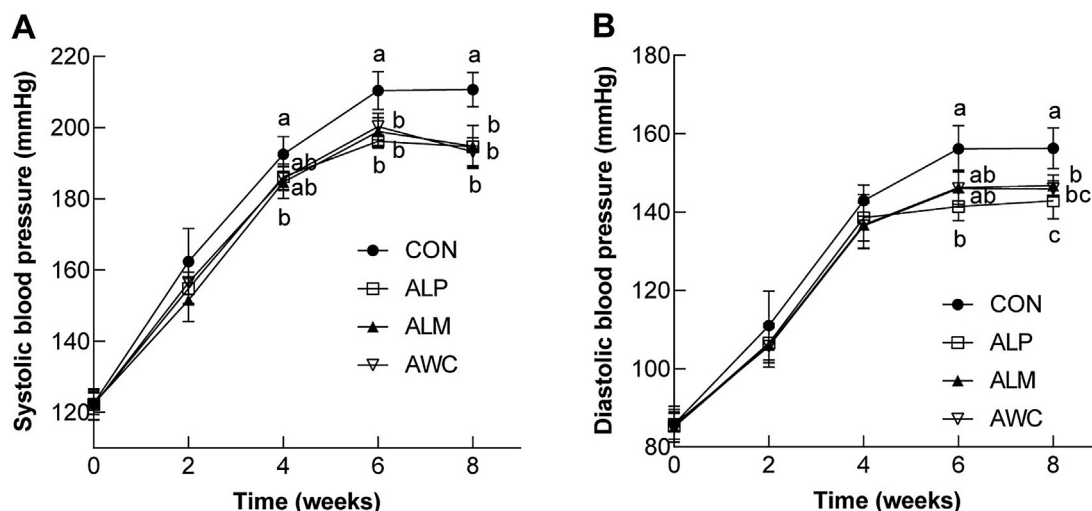 A
Systolic blood pressure (mmHg)
220
200
180
160
140
120
0
2
4
6
8
Time (weeks)
a
a
a
ab
ab
b
b
b
b
b
b
b
CON
ALP
ALM
AWC
B
Diastolic blood pressure (mmHg)
180
160
140
120
100
80
0
2
4
6
8
Time (weeks)
a
a
ab
ab
b
b
bc
c
CON
ALP
ALM
AWC